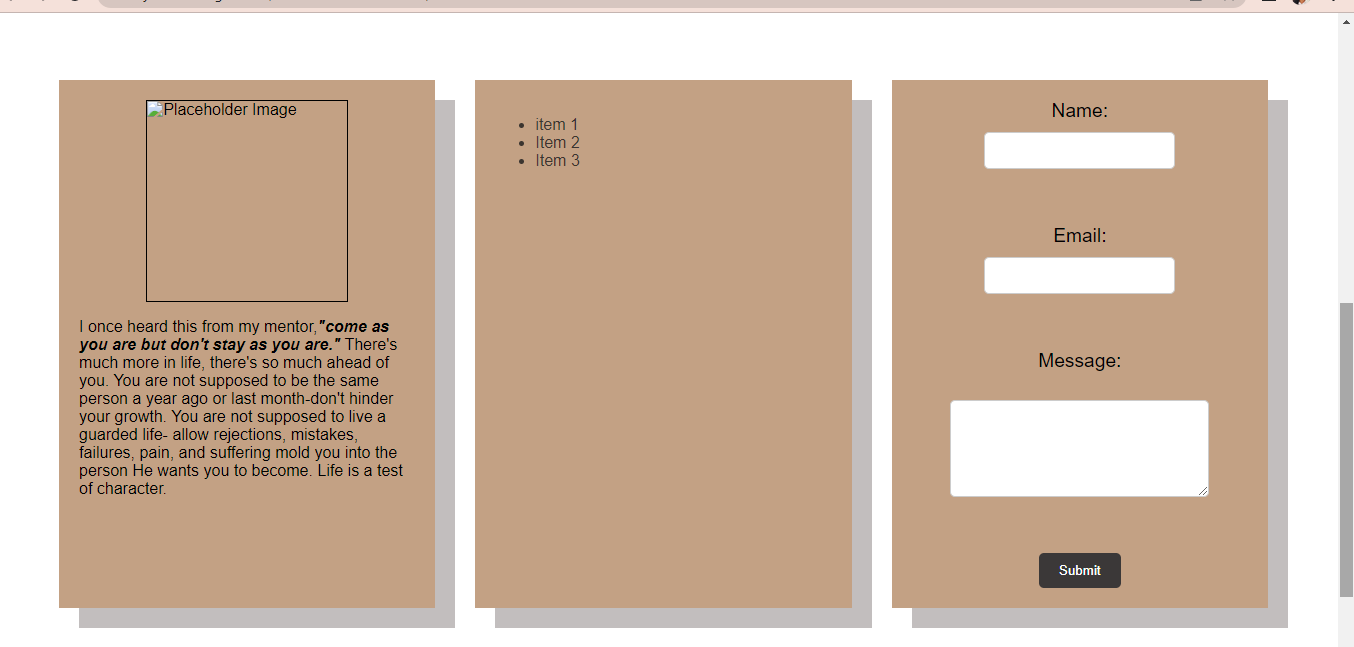 Placeholder Image
I once heard this from my mentor,"come as
you are but don't stay as you are." There's
much more in life, there's so much ahead of
you. You are not supposed to be the same
person a year ago or last month-don't hinder
your growth. You are not supposed to live a
guarded life- allow rejections, mistakes,
failures, pain, and suffering mold you into the
person He wants you to become. Life is a test
of character.
item 1
Item 2
Item 3
Name:
Email:
Message:
Submit